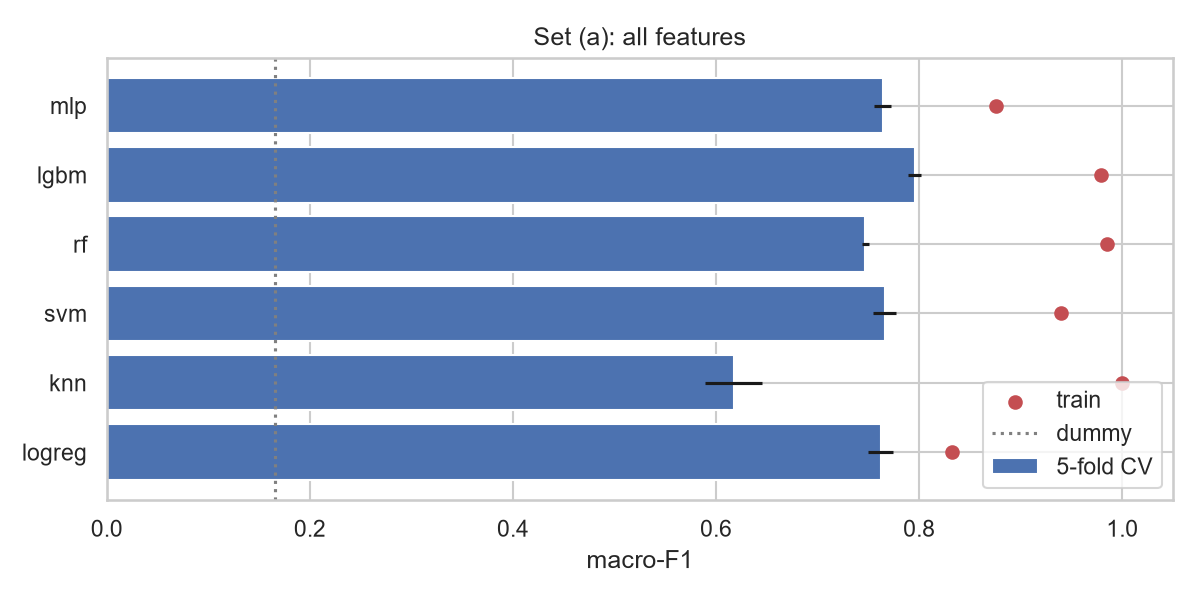 Set (a): all features
mlp
lgbm
rf
svm
knn
logreg
train
dummy
5-fold CV
0.0 0.2 0.4 0.6 0.8 1.0
macro-F1